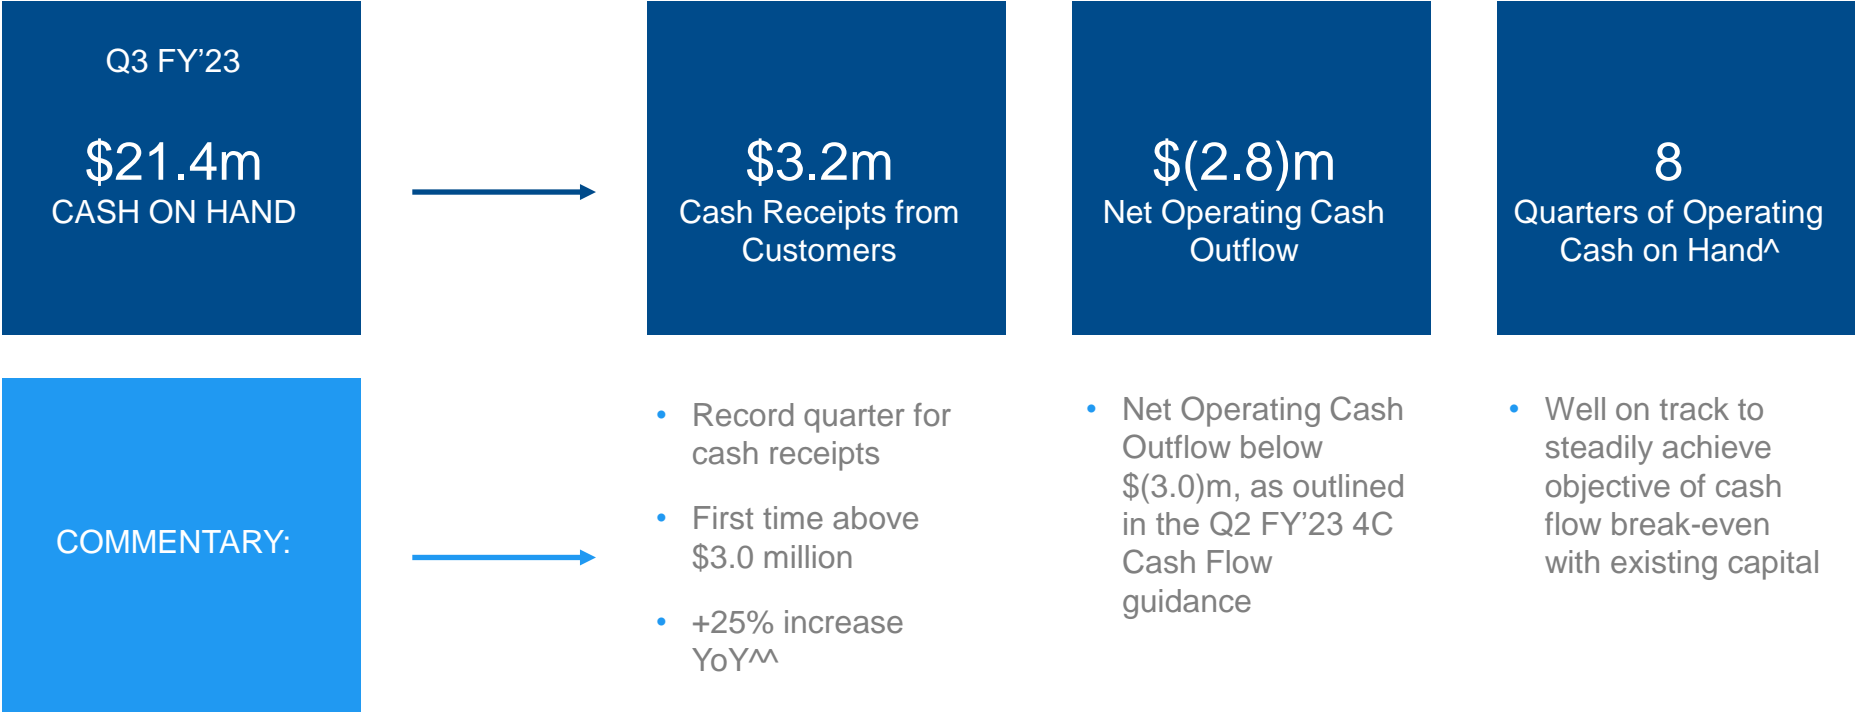 Q3 FY’23
$21.4m
CASH ON HAND
$3.2m
Cash Receipts from
Customers
$(2.8)m
Net Operating Cash
Outflow
8
Quarters of Operating
Cash on Hand^
COMMENTARY:
• Record quarter for
cash receipts
• First time above
$3.0 million
• +25% increase
YoY^^
• Net Operating Cash
Outflow below
$(3.0)m, as outlined
in the Q2 FY’23 4C
Cash Flow
guidance
• Well on track to
steadily achieve
objective of cash
flow break-even
with existing capital